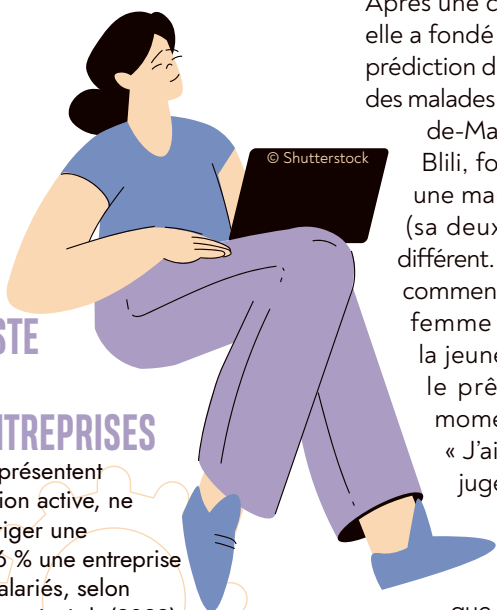 Après une
elle a fondé
prédiction
des malades
© Shutterstock
de-Ma
Blili, fo
une ma
(sa deux
différent.
commen
femme
la jeune
le prê
mome
« J’ai
juge
STE
NTREPRISES
présentent
ion active, ne
riger une
6 % une entreprise
alariés, selon